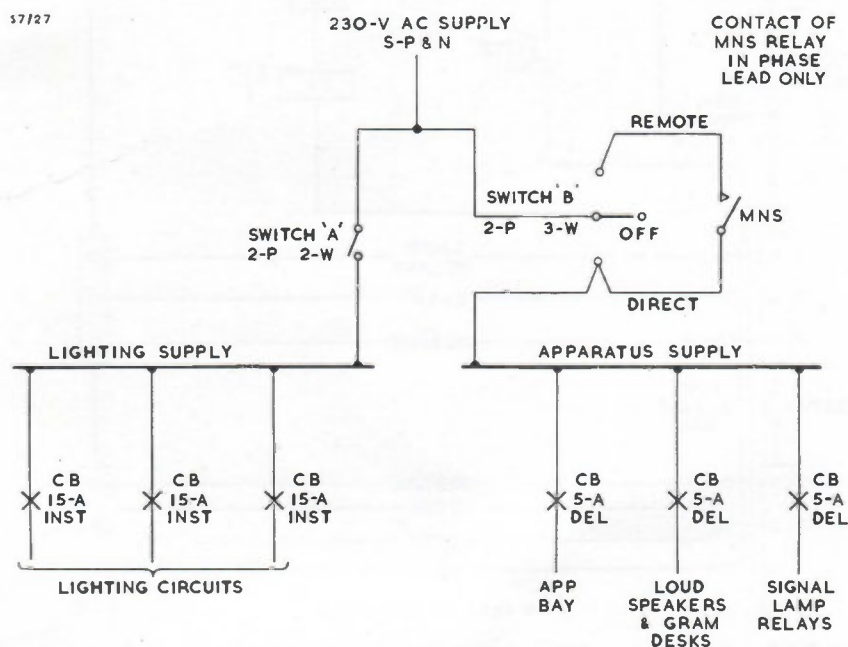 S7/27
230-V AC SUPPLY
S-P & N
CONTACT OF
MNS RELAY
IN PHASE
LEAD ONLY
REMOTE
SWITCH 'B'
2-P 3-W
OFF
MNS
SWITCH 'A'
2-P 2-W
DIRECT
LIGHTING SUPPLY
APPARATUS SUPPLY
CB
15-A
INST
CB
15-A
INST
CB
15-A
INST
CB
5-A
DEL
CB
5-A
DEL
CB
5-A
DEL
LIGHTING CIRCUITS
APP
BAY
LOUD
SPEAKERS
& GRAM
DESKS
SIGNAL
LAMP
RELAYS